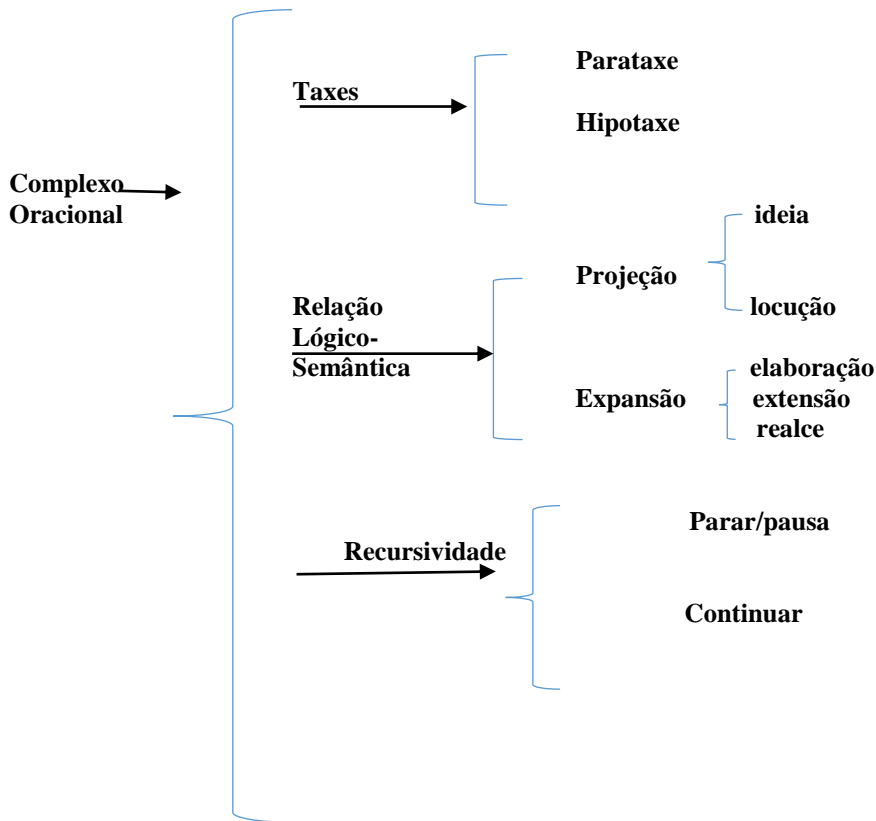 Parataxe
Taxes
Hipotaxe
Complexo
Oracional
ideia
Projeção
Relação
Lógico-
Semântica
locução
elaboração
Expansão
extensão
realce
Parar/pausa
Recursividade
Continuar